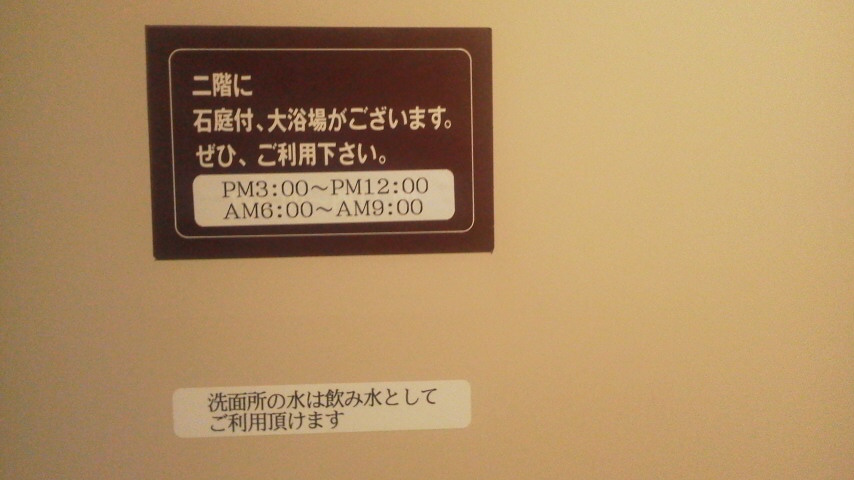 二階に
石庭付、大浴場がございます。
ぜひ、ご利用下さい。
PM3:00～PM12:00
AM6:00～AM9:00
洗面所の水は飲み水として
ご利用頂けます